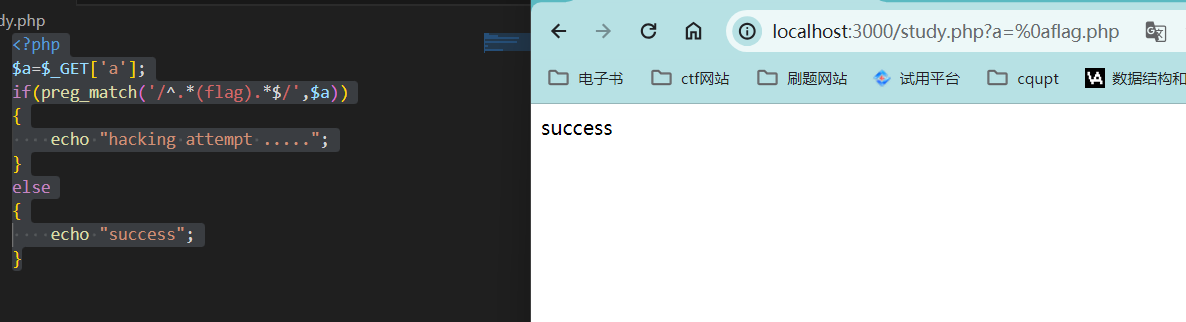 dy.php
<?php
$a=$_GET['a'];
if(preg_match('/^.*(flag).*$/',$a))
{
····echo·"hacking·attempt·.....";
}
else
{
····echo·"success";
}
localhost:3000/study.php?a=%0aflag.php
电子书 ctf网站 刷题网站 试用平台 cqupt VA 数据结构和
success